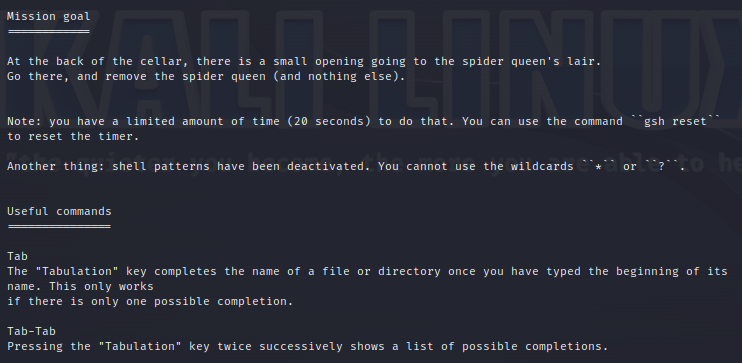 Mission goal
============
At the back of the cellar, there is a small opening going to the spider queen's lair.
Go there, and remove the spider queen (and nothing else).
Note: you have a limited amount of time (20 seconds) to do that. You can use the command ``gsh reset``
to reset the timer.
Another thing: shell patterns have been deactivated. You cannot use the wildcards ``*`` or ``?``.
Useful commands
===============
Tab
The "Tabulation" key completes the name of a file or directory once you have typed the beginning of its
name. This only works
if there is only one possible completion.
Tab-Tab
Pressing the "Tabulation" key twice successively shows a list of possible completions.
KALI LINUX